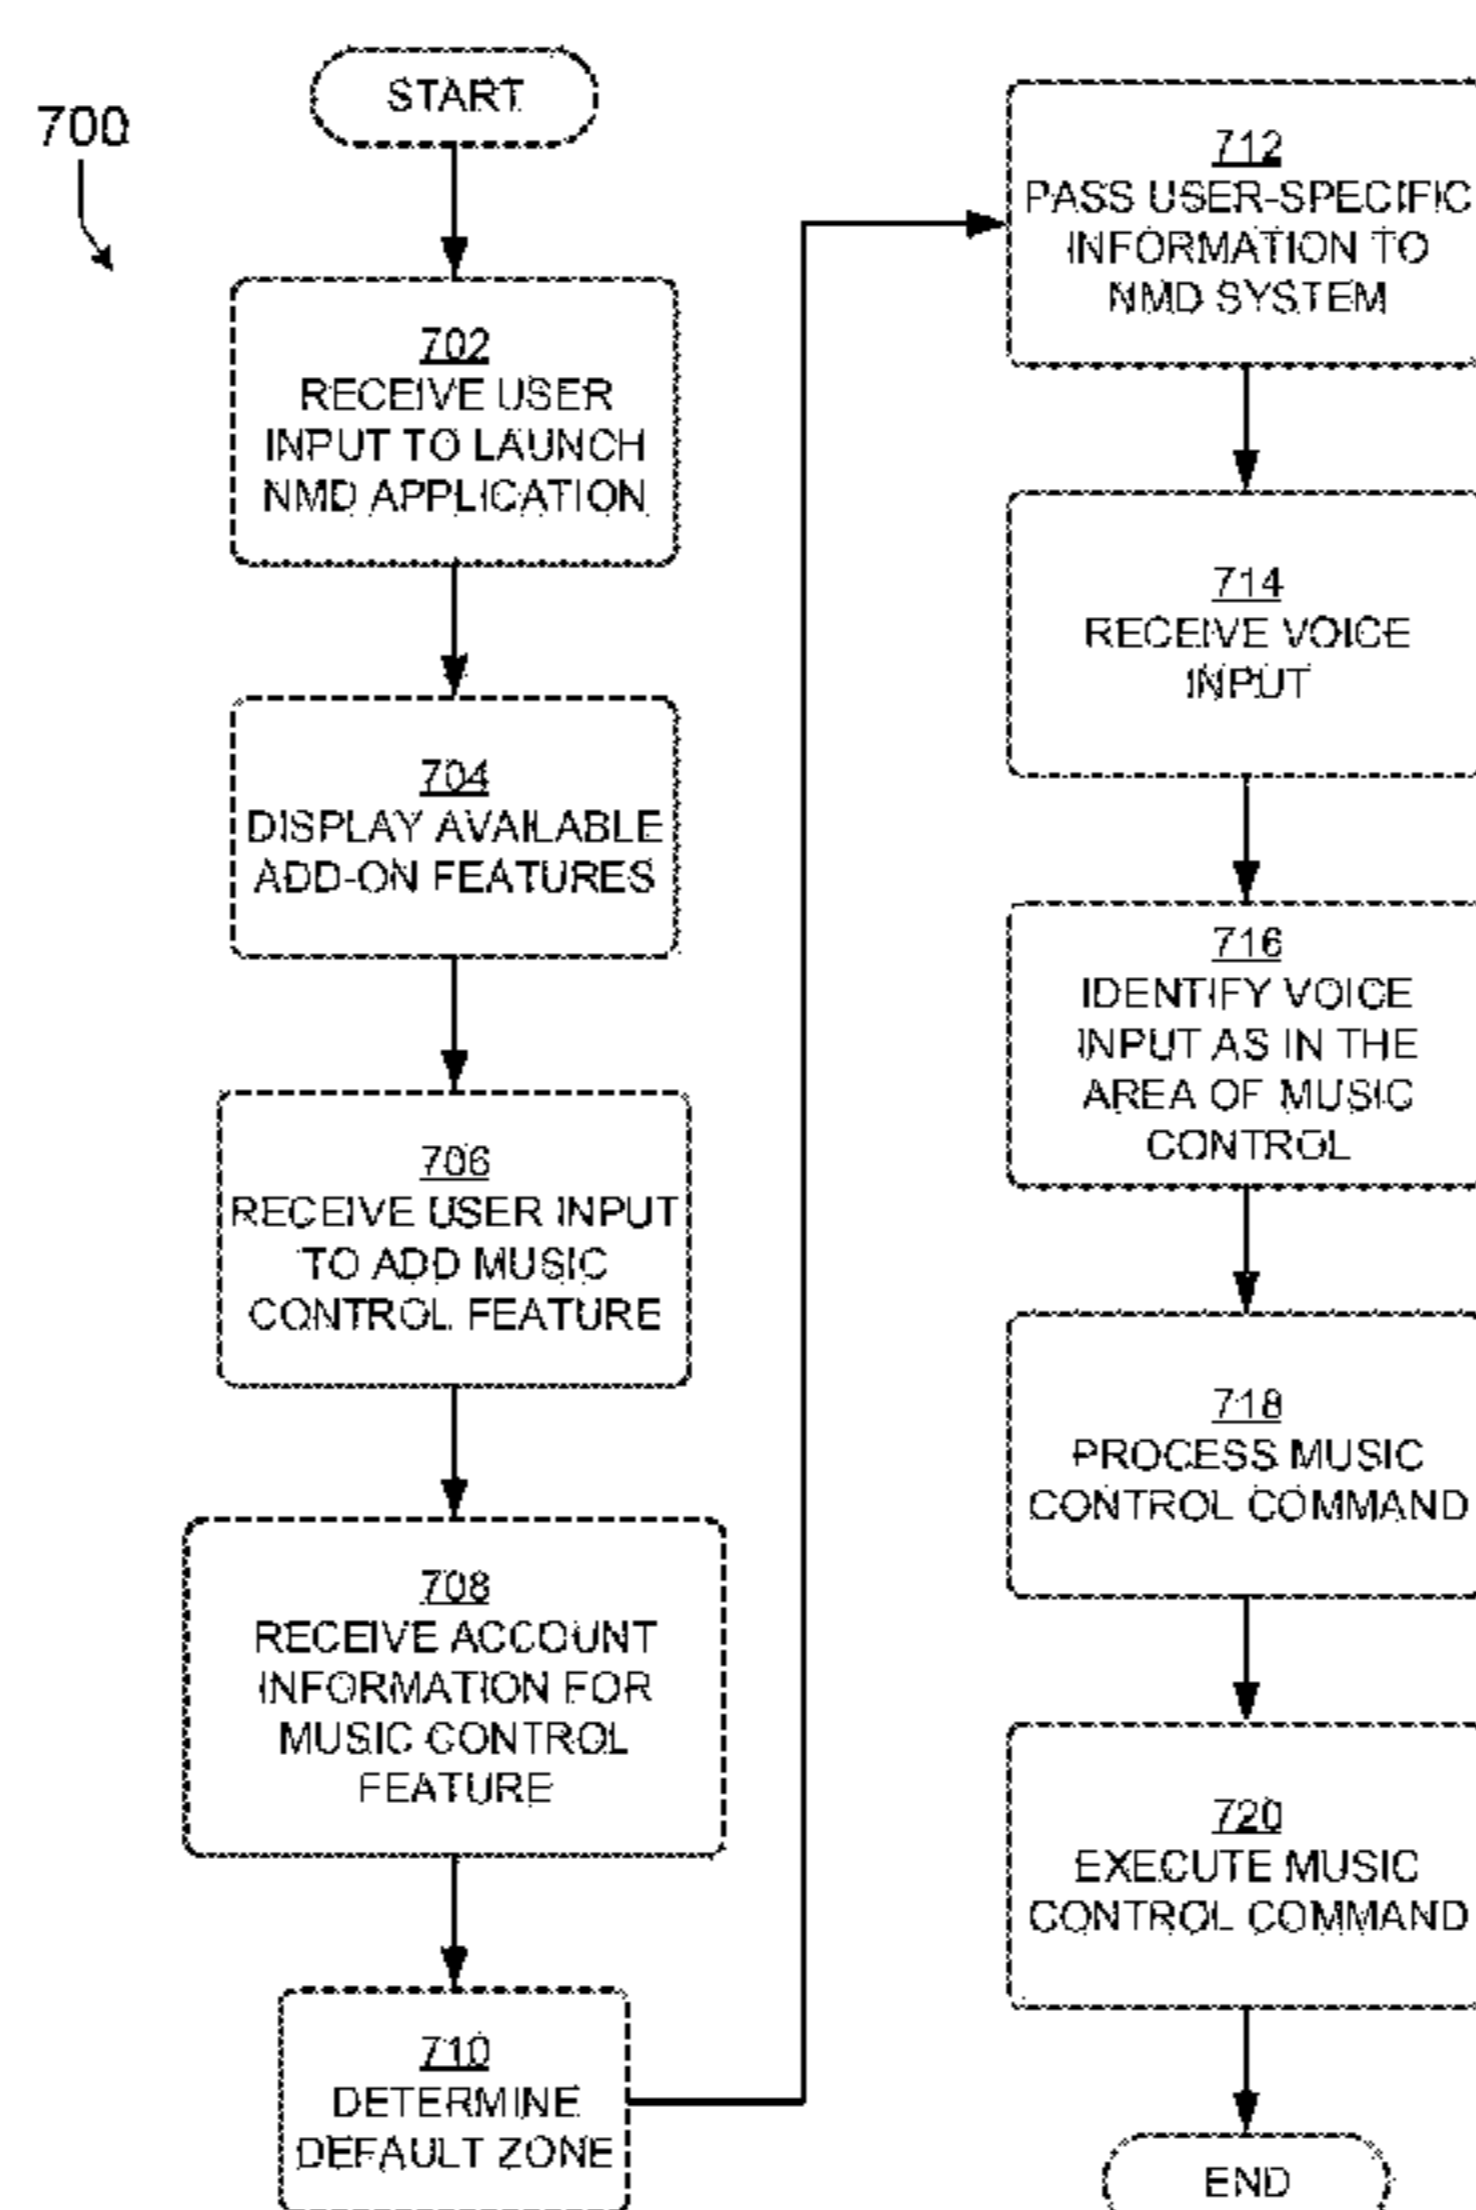 700
START
702
RECEIVE USER
INPUT TO LAUNCH
NMD APPLICATION
704
DISPLAY AVAILABLE
ADD-ON FEATURES
706
RECEIVE USER INPUT
TO ADD MUSIC
CONTROL FEATURE
708
RECEIVE ACCOUNT
INFORMATION FOR
MUSIC CONTROL
FEATURE
710
DETERMINE
DEFAULT ZONE
712
PASS USER-SPECIFIC
INFORMATION TO
NMD SYSTEM
714
RECEIVE VOICE
INPUT
716
IDENTIFY VOICE
INPUT AS IN THE
AREA OF MUSIC
CONTROL
718
PROCESS MUSIC
CONTROL COMMAND
720
EXECUTE MUSIC
CONTROL COMMAND
END